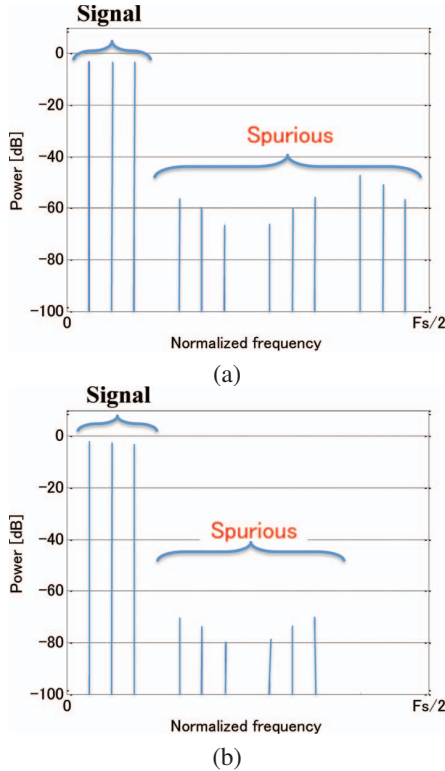 Signal
0
Spurious
−20
−40
−60
−80
−100
Power [dB]
0
Fs/2
Normalized frequency
(a)
Signal
0
−20
Spurious
−40
−60
−80
−100
Power [dB]
0
Fs/2
Normalized frequency
(b)